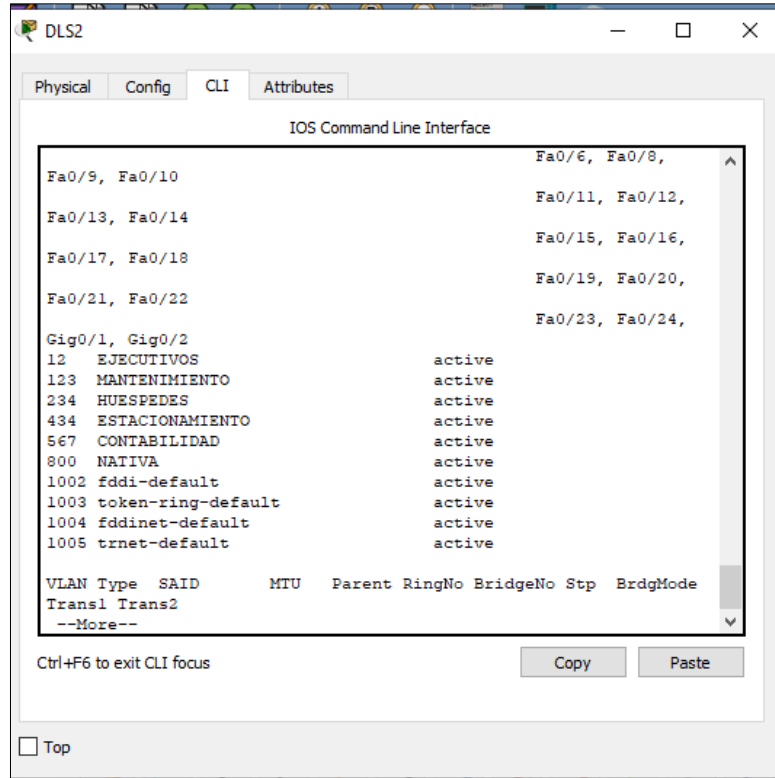 DLS2
Physical Config CLI Attributes
IOS Command Line Interface
Fa0/6, Fa0/8,
Fa0/9, Fa0/10
Fa0/11, Fa0/12,
Fa0/13, Fa0/14
Fa0/15, Fa0/16,
Fa0/17, Fa0/18
Fa0/19, Fa0/20,
Fa0/21, Fa0/22
Fa0/23, Fa0/24,
Gig0/1, Gig0/2
12 EJECUTIVOS active
123 MANTENIMIENTO active
234 HUESPEDES active
434 ESTACIONAMIENTO active
567 CONTABILIDAD active
800 NATIVA active
1002 fddi-default active
1003 token-ring-default active
1004 fddinet-default active
1005 trnet-default active
VLAN Type SAID MTU Parent RingNo BridgeNo Stp BrdgMode
Trans1 Trans2
--More--
Ctrl+F6 to exit CLI focus Copy Paste
Top